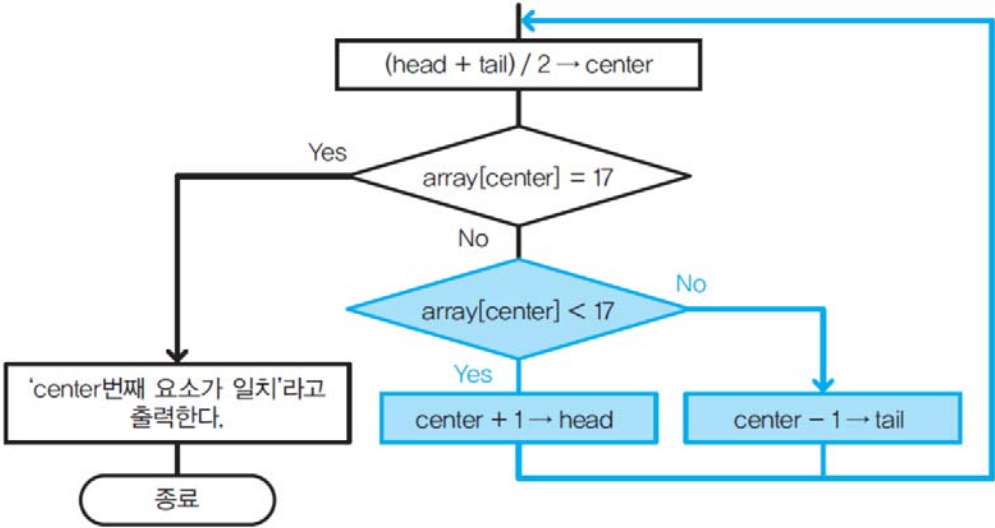 (head + tail) / 2 → center
Yes
array[center] = 17
No
array[center] < 17
No
Yes
'center번째 요소가 일치'라고
출력한다.
center + 1 → head
center − 1 → tail
종료